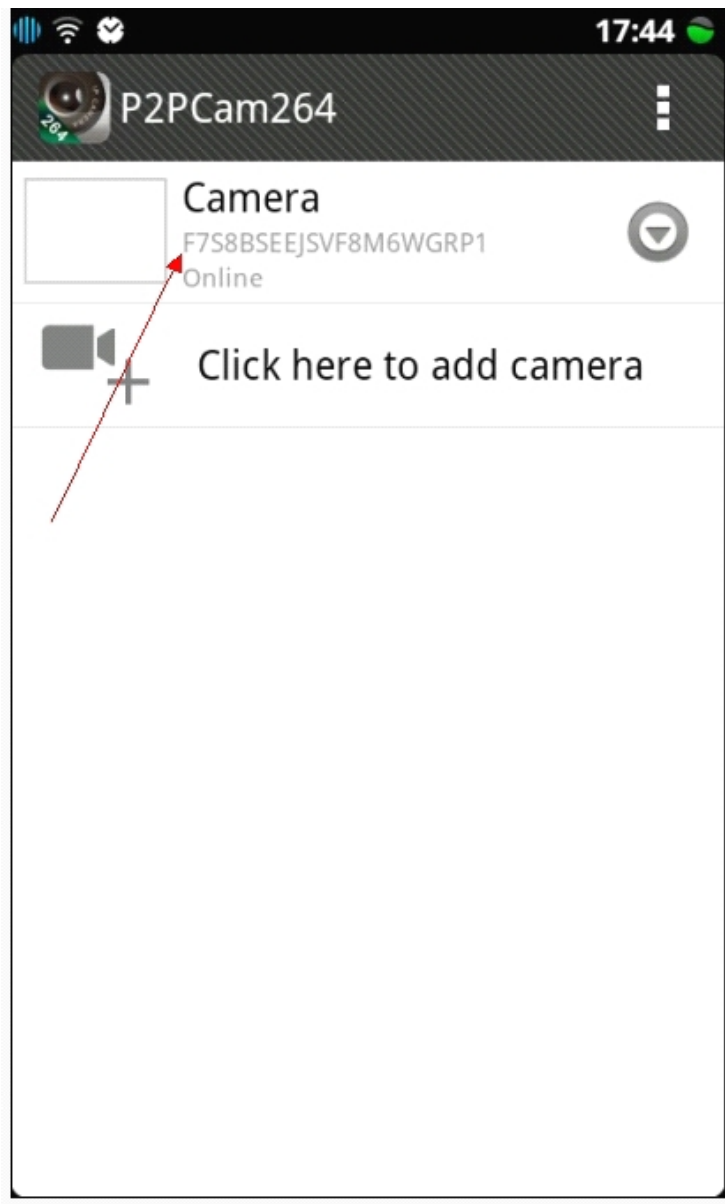 17:44
264
P2PCam264
Camera
F7S8BSEEJSVF8M6WGRP1
Online
Click here to add camera